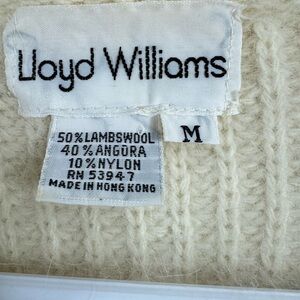 Lloyd Williams
M
50% LAMBSWOOL
40% ANGORA
10% NYLON
RN 53947
MADE IN HONG KONG